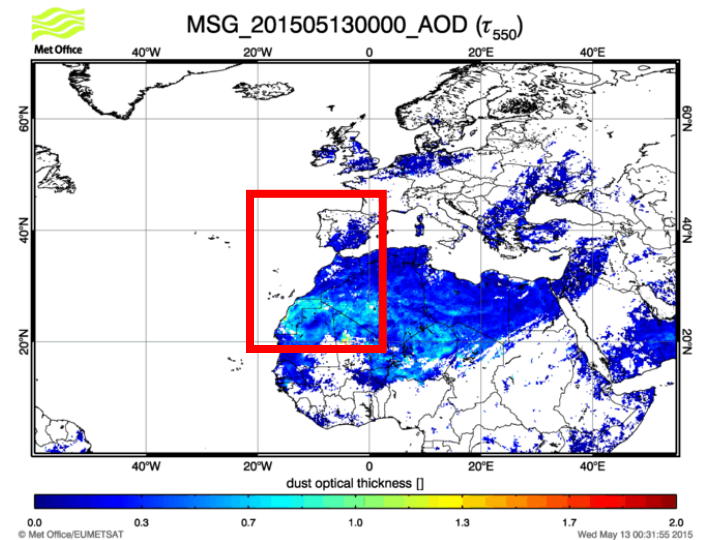 MSG_201505130000_AOD (τ550)
Met Office
40°W 20°W 0 20°E 40°E
60°N 60°N
40°N 40°N
20°N 20°N
40°W 20°W 0 20°E 40°E
dust optical thickness []
0.0 0.3 0.7 1.0 1.3 1.7 2.0
© Met Office/EUMETSAT Wed May 13 00:31:55 2015